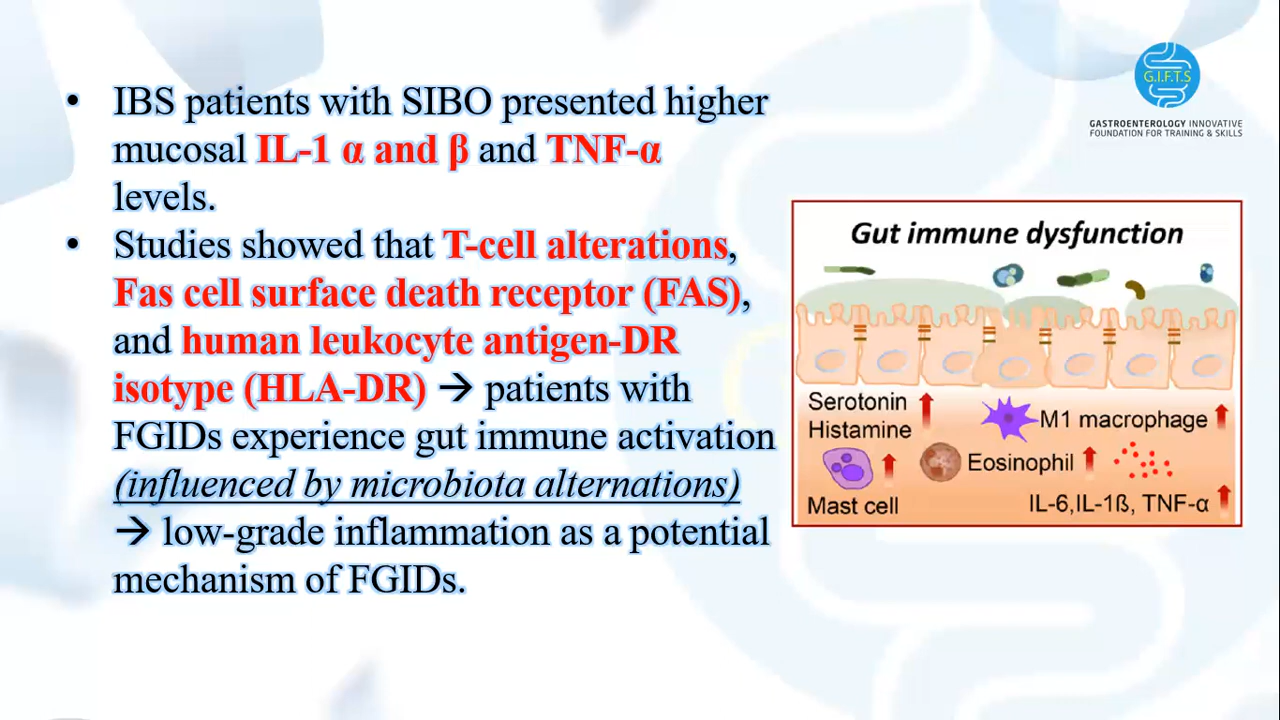 • IBS patients with SIBO presented higher
mucosal IL-1 α and β and TNF-α
levels.
• Studies showed that T-cell alterations,
Fas cell surface death receptor (FAS),
and human leukocyte antigen-DR
isotype (HLA-DR) → patients with
FGIDs experience gut immune activation
(influenced by microbiota alternations)
→ low-grade inflammation as a potential
mechanism of FGIDs.
G.I.F.T.S
GASTROENTEROLOGY INNOVATIVE
FOUNDATION FOR TRAINING & SKILLS
Gut immune dysfunction
Serotonin
Histamine
M1 macrophage
Eosinophil
Mast cell
IL-6,IL-1ß, TNF-α